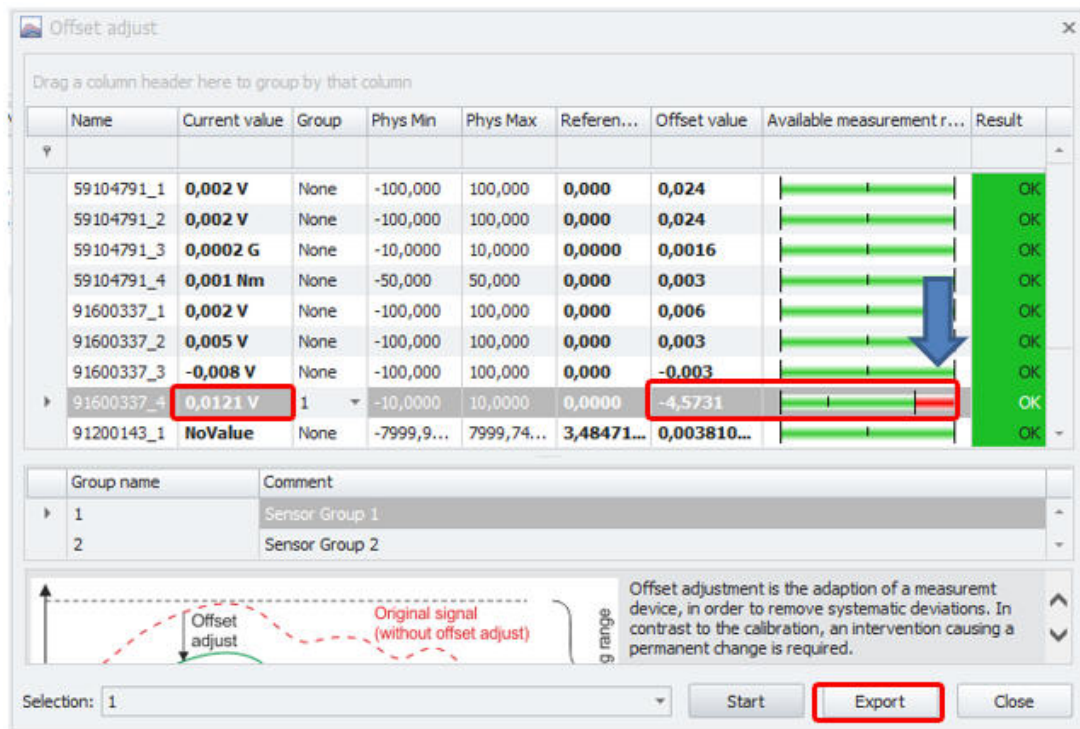 Offset adjust
Drag a column header here to group by that column
Name Current value Group Phys Min Phys Max Referen... Offset value Available measurement r... Result
59104791_1 0,002 V None -100,000 100,000 0,000 0,024 OK
59104791_2 0,002 V None -100,000 100,000 0,000 0,024 OK
59104791_3 0,0002 G None -10,0000 10,0000 0,0000 0,0016 OK
59104791_4 0,001 Nm None -50,000 50,000 0,000 0,003 OK
91600337_1 0,002 V None -100,000 100,000 0,000 0,006 OK
91600337_2 0,005 V None -100,000 100,000 0,000 0,003 OK
91600337_3 -0,008 V None -100,000 100,000 0,000 -0,003 OK
91600337_4 0,0121 V 1 -10,0000 10,0000 0,0000 -4,5731 OK
91200143_1 NoValue None -7999,9... 7999,74... 3,48471... 0,003810... OK
Group name Comment
1 Sensor Group 1
2 Sensor Group 2
Offset adjust
Original signal
(without offset adjust)
g range
Offset adjustment is the adaption of a measuremt
device, in order to remove systematic deviations. In
contrast to the calibration, an intervention causing a
permanent change is required.
Selection: 1 Start Export Close